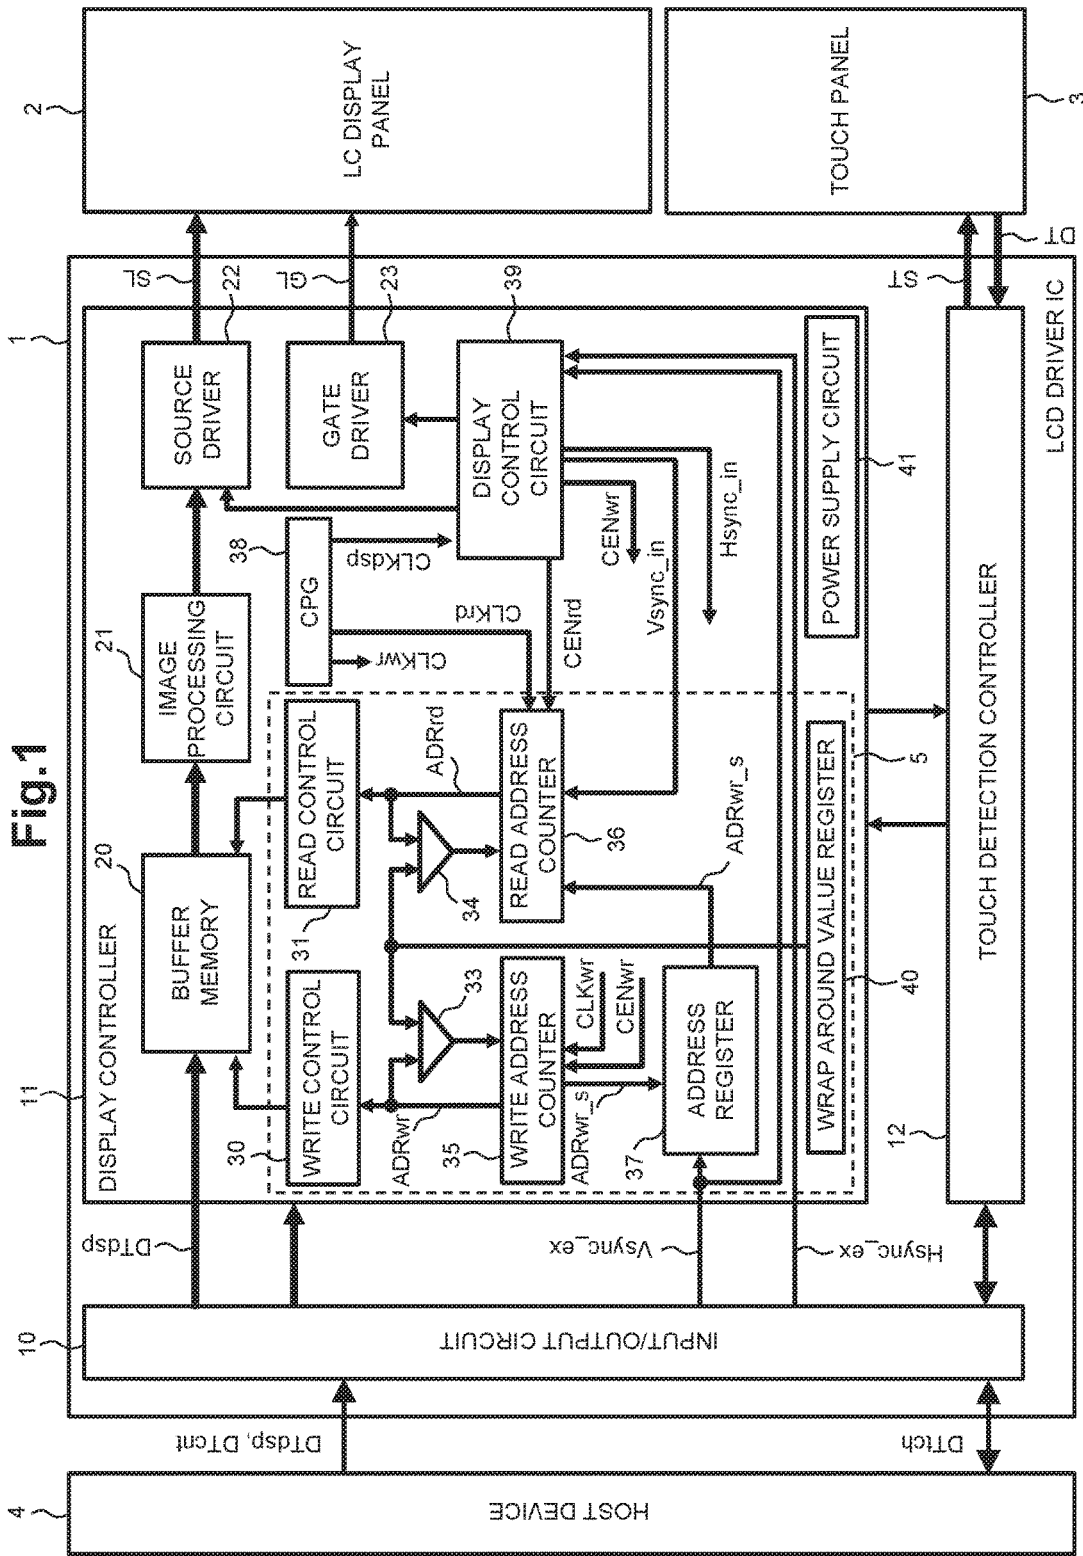 Fig.1
1
2
LC DISPLAY
PANEL
TOUCH PANEL
3
SL
GL
ST
DT
LCD DRIVER IC
11
DISPLAY CONTROLLER
20
BUFFER
MEMORY
21
IMAGE
PROCESSING
CIRCUIT
SOURCE
DRIVER
22
GATE
DRIVER
23
38
CPG
CLKwr
CLKrd
CLKdsp
DISPLAY
CONTROL
CIRCUIT
39
CENrd
CENwr
Vsync_in
Hsync_in
30
WRITE CONTROL
CIRCUIT
31
READ CONTROL
CIRCUIT
ADRwr
33
34
ADRrd
35
WRITE ADDRESS
COUNTER
READ ADDRESS
COUNTER
36
ADRwr_s
CLKwr
CENwr
37
ADDRESS
REGISTER
ADRwr_s
WRAP AROUND VALUE REGISTER
40
5
POWER SUPPLY CIRCUIT
41
12
TOUCH DETECTION CONTROLLER
DTdsp
Vsync_ex
Hsync_ex
10
INPUT/OUTPUT CIRCUIT
DTdsp, DTcnt
DTtch
4
HOST DEVICE